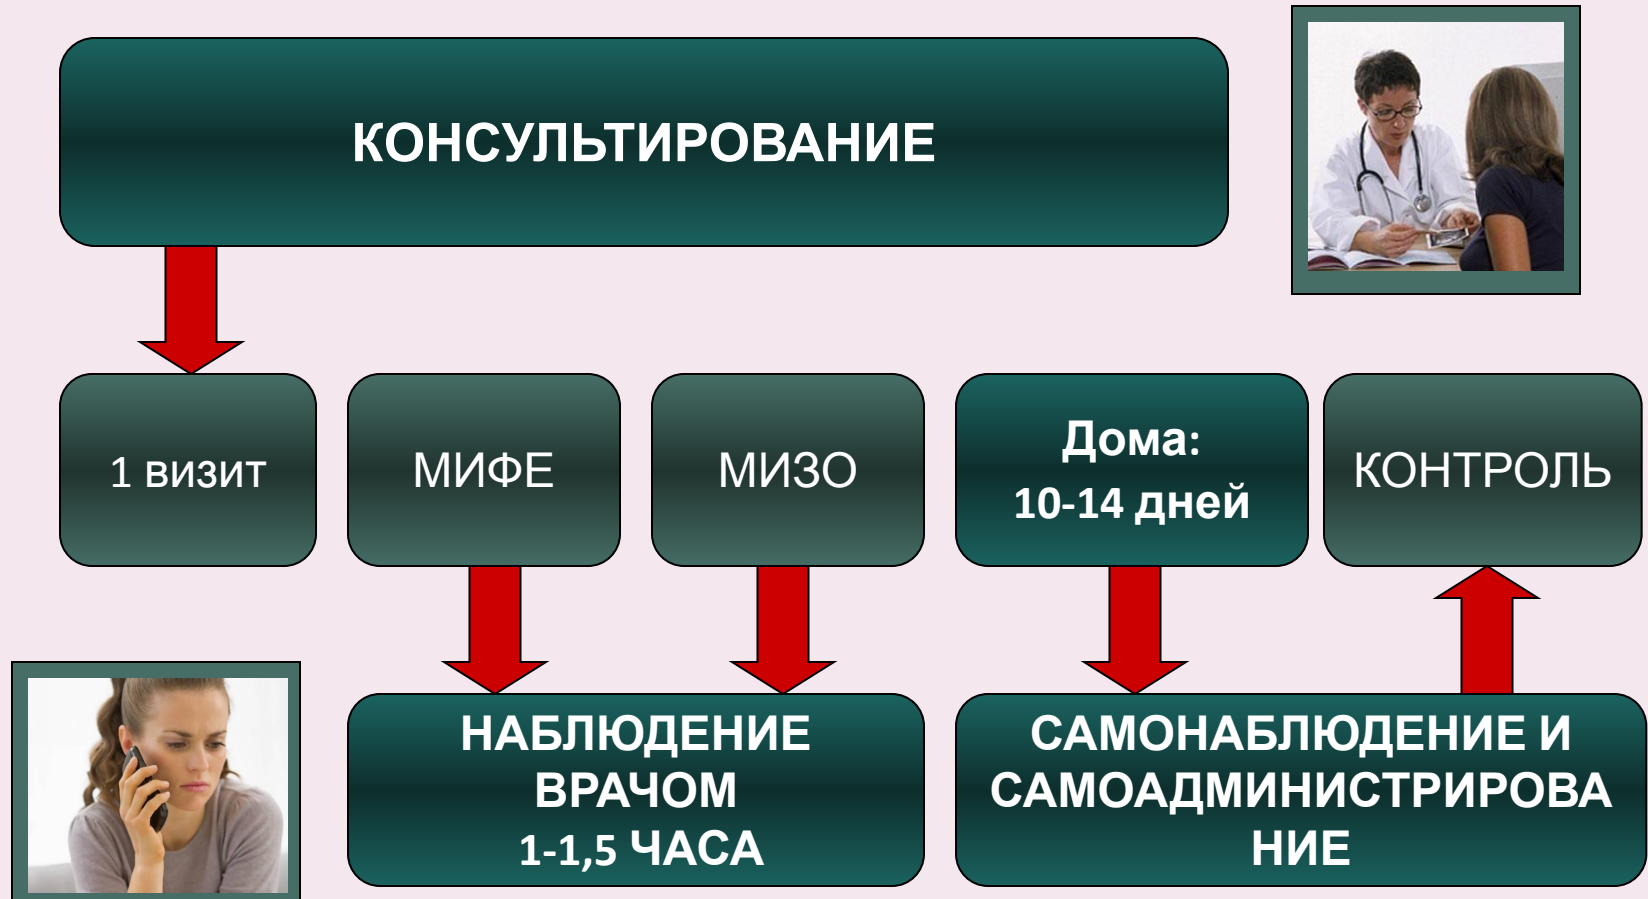 КОНСУЛЬТИРОВАНИЕ
1 визит
МИФЕ
МИЗО
Дома:
10-14 дней
КОНТРОЛЬ
НАБЛЮДЕНИЕ
ВРАЧОМ
1-1,5 ЧАСА
САМОНАБЛЮДЕНИЕ И
САМОАДМИНИСТРИРОВА
НИЕ